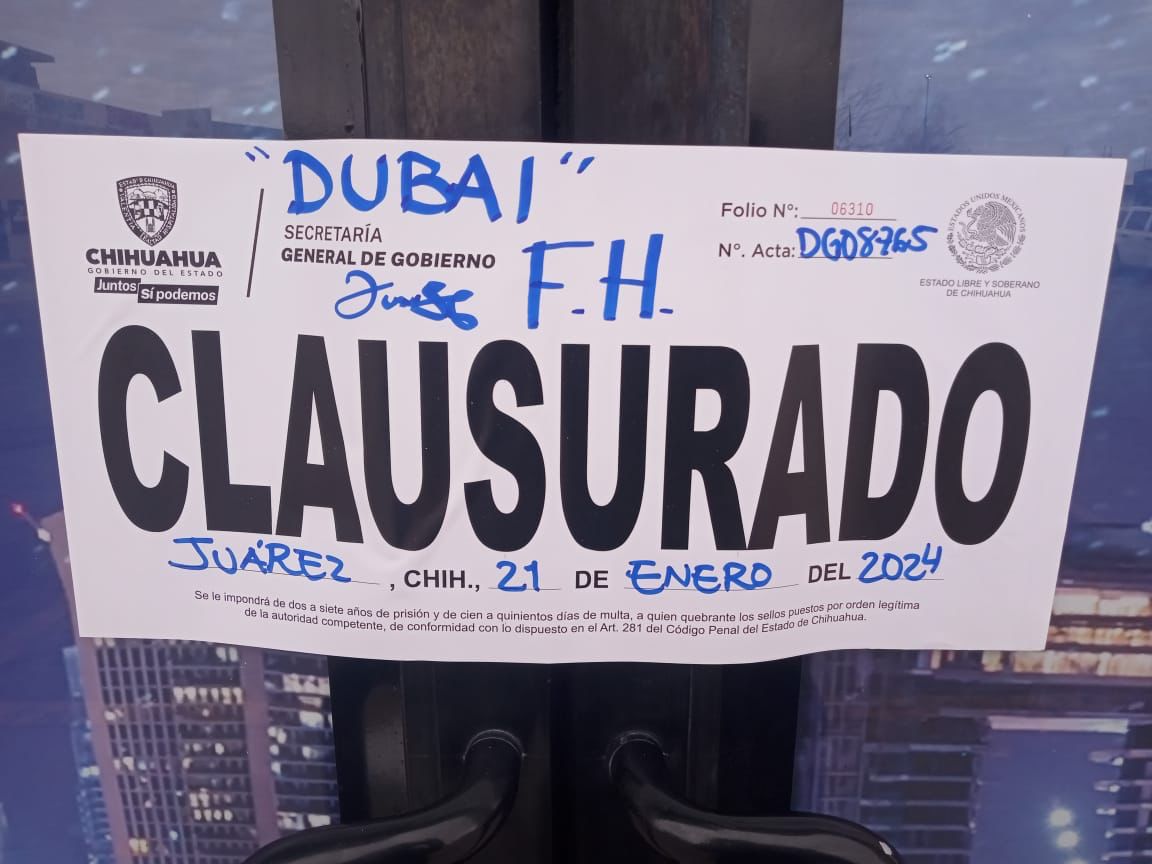 "DUBAI"
CHIHUAHUA
GOBIERNO DEL ESTADO
Juntos
Sí podemos
SECRETARÍA
GENERAL DE GOBIERNO
F.H.
Folio N°: 06310
N°. Acta: DGO8765
ESTADOS UNIDOS MEXICANOS
ESTADO LIBRE Y SOBERANO
DE CHIHUAHUA
CLAUSURADO
JUÁREZ, CHIH., 21 DE ENERO DEL 2024
Se le impondrá de dos a siete años de prisión y de cien a quinientos días de multa, a quien quebrante los sellos puestos por orden legítima
de la autoridad competente, de conformidad con lo dispuesto en el Art. 281 del Código Penal del Estado de Chihuahua.